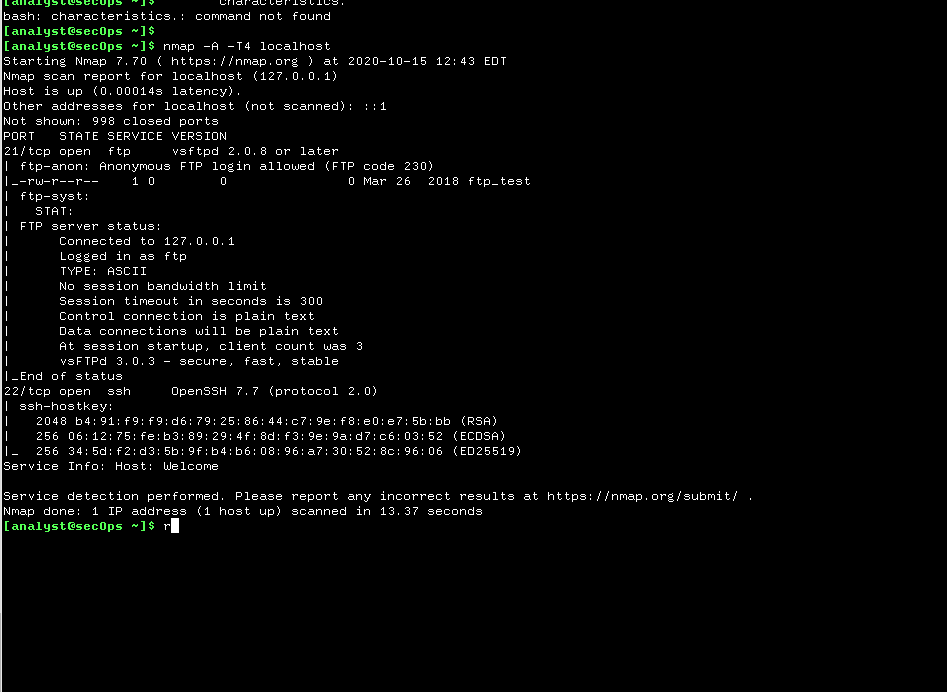 [analyst@secOps ~]$        characteristics.
bash: characteristics.: command not found
[analyst@secOps ~]$
[analyst@secOps ~]$ nmap -A -T4 localhost
Starting Nmap 7.70 ( https://nmap.org ) at 2020-10-15 12:43 EDT
Nmap scan report for localhost (127.0.0.1)
Host is up (0.00014s latency).
Other addresses for localhost (not scanned): ::1
Not shown: 998 closed ports
PORT   STATE SERVICE VERSION
21/tcp open  ftp     vsftpd 2.0.8 or later
| ftp-anon: Anonymous FTP login allowed (FTP code 230)
|_-rw-r--r--    1 0        0               0 Mar 26  2018 ftp_test
| ftp-syst:
|   STAT:
| FTP server status:
|      Connected to 127.0.0.1
|      Logged in as ftp
|      TYPE: ASCII
|      No session bandwidth limit
|      Session timeout in seconds is 300
|      Control connection is plain text
|      Data connections will be plain text
|      At session startup, client count was 3
|      vsFTPd 3.0.3 - secure, fast, stable
|_End of status
22/tcp open  ssh     OpenSSH 7.7 (protocol 2.0)
| ssh-hostkey:
|   2048 b4:91:f9:f9:d6:79:25:86:44:c7:9e:f8:e0:e7:5b:bb (RSA)
|   256 06:12:75:fe:b3:89:29:4f:8d:f3:9e:9a:d7:c6:03:52 (ECDSA)
|_  256 34:5d:f2:d3:5b:9f:b4:b6:08:96:a7:30:52:8c:96:06 (ED25519)
Service Info: Host: Welcome
Service detection performed. Please report any incorrect results at https://nmap.org/submit/ .
Nmap done: 1 IP address (1 host up) scanned in 13.37 seconds
[analyst@secOps ~]$ r